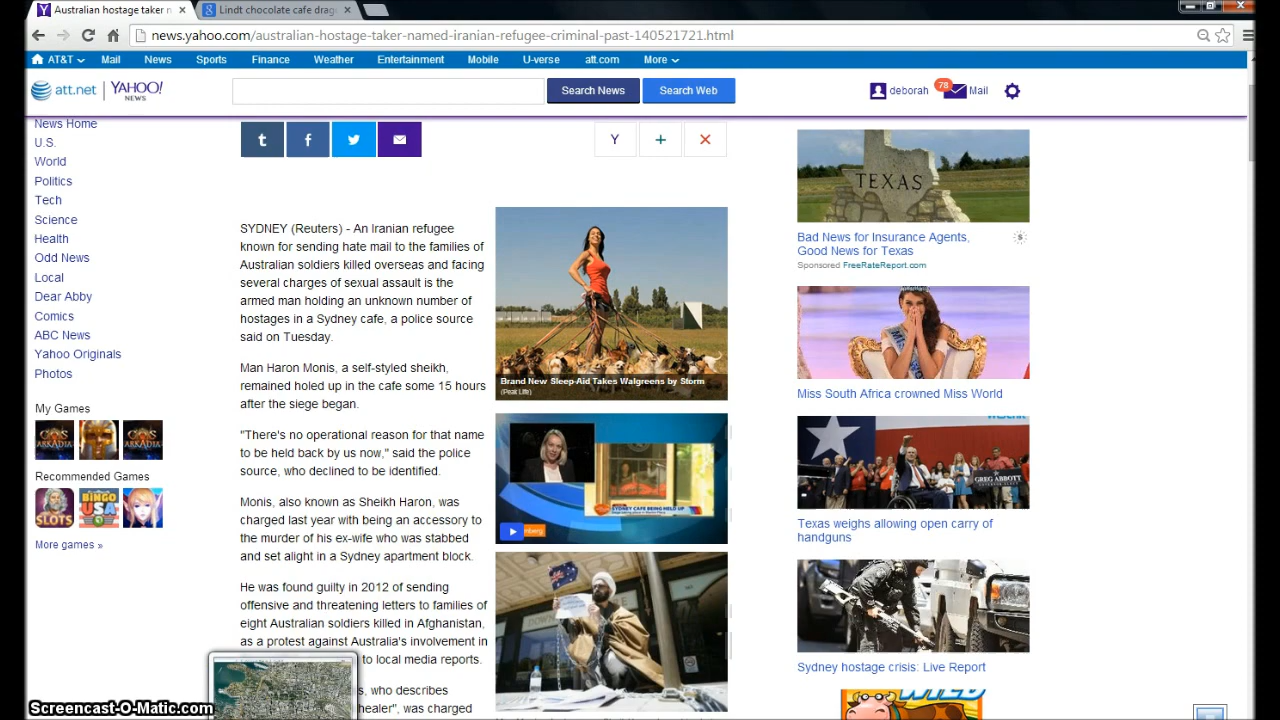 Australian hostage taker n
Lindt chocolate cafe drag
news.yahoo.com/australian-hostage-taker-named-iranian-refugee-criminal-past-140521721.html
AT&T Mail News Sports Finance Weather Entertainment Mobile U-verse att.com More
att.net YAHOO! NEWS Search News Search Web deborah 78 Mail
News Home
U.S.
World
Politics
Tech
Science
Health
Odd News
Local
Dear Abby
Comics
ABC News
Yahoo Originals
Photos
My Games
Recommended Games
SLOTS
BINGO USA
More games »
SYDNEY (Reuters) - An Iranian refugee
known for sending hate mail to the families of
Australian soldiers killed overseas and facing
several charges of sexual assault is the
armed man holding an unknown number of
hostages in a Sydney cafe, a police source
said on Tuesday.
Man Haron Monis, a self-styled sheikh,
remained holed up in the cafe some 15 hours
after the siege began.
"There's no operational reason for that name
to be held back by us now," said the police
source, who declined to be identified.
Monis, also known as Sheikh Haron, was
charged last year with being an accessory to
the murder of his ex-wife who was stabbed
and set alight in a Sydney apartment block.
He was found guilty in 2012 of sending
offensive and threatening letters to families of
eight Australian soldiers killed in Afghanistan,
as a protest against Australia's involvement in
to local media reports.
s, who describes
healer", was charged
Brand New Sleep-Aid Takes Walgreens by Storm
(Peak Life)
SYDNEY CAFE BEING HELD UP
mberg
TEXAS
Bad News for Insurance Agents,
Good News for Texas
Sponsored FreeRateReport.com
Miss South Africa crowned Miss World
GREG ABBOTT
Texas weighs allowing open carry of
handguns
Sydney hostage crisis: Live Report
WILD
Screencast-O-Matic.com